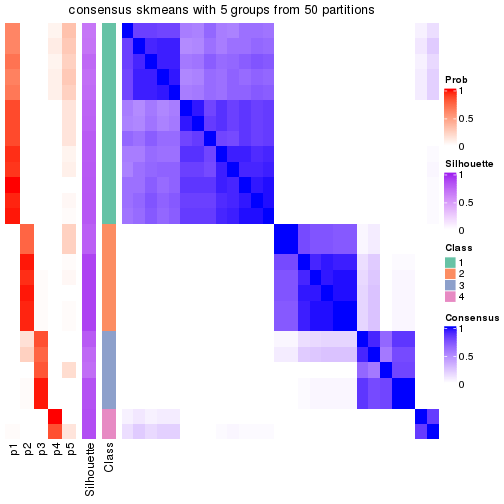 consensus skmeans with 5 groups from 50 partitions
Prob
1
0.5
0
Silhouette
1
0.5
0
Class
1
2
3
4
Consensus
1
0.5
0
p1
p2
p3
p4
p5
Silhouette
Class